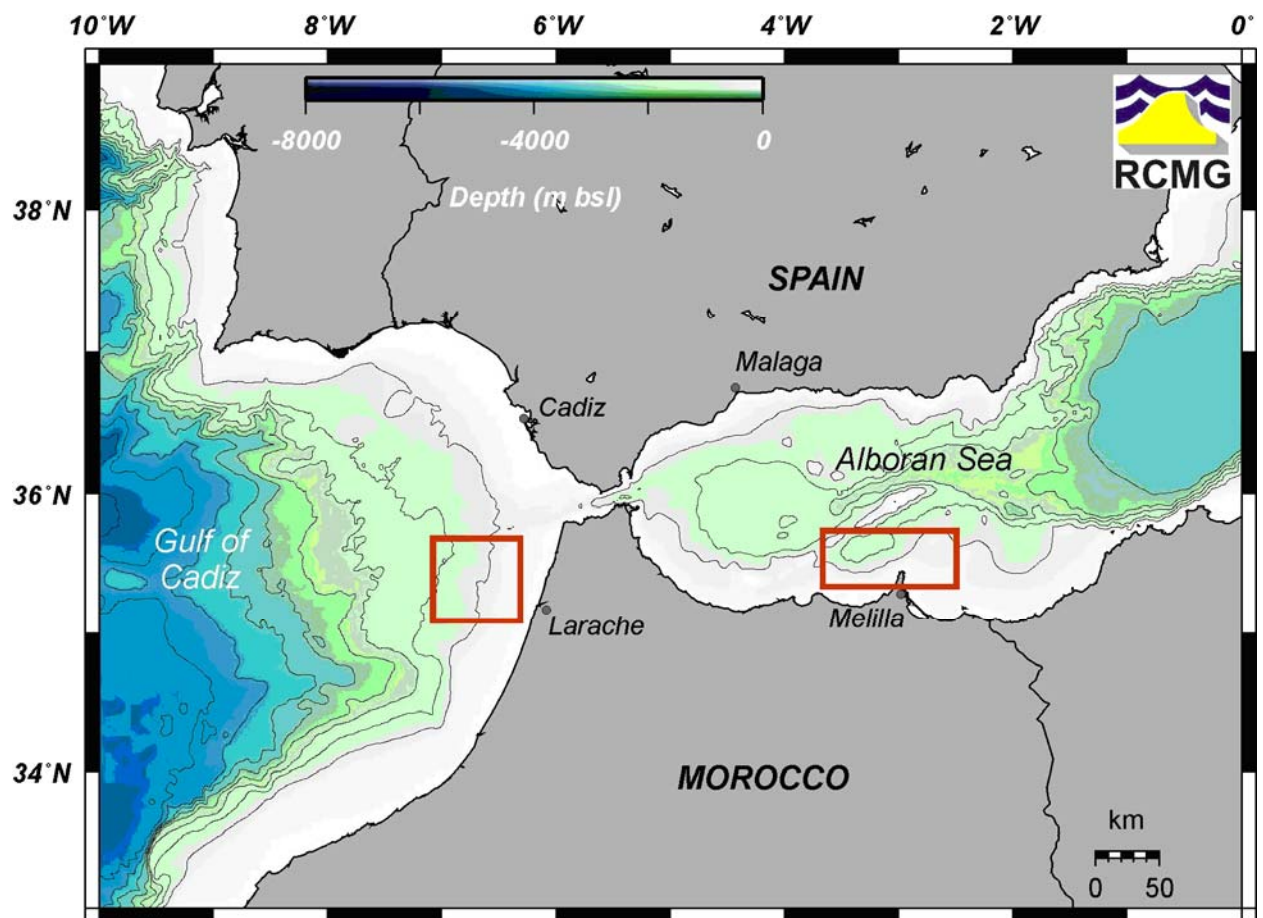 10˚W 8˚W 6˚W 4˚W 2˚W 0˚
-8000 -4000 0
RCMG
Depth (m bsl)
38˚N
SPAIN
Malaga
Cadiz
Alboran Sea
36˚N
Gulf of
Cadiz
Larache
Melilla
34˚N
MOROCCO
km
0 50